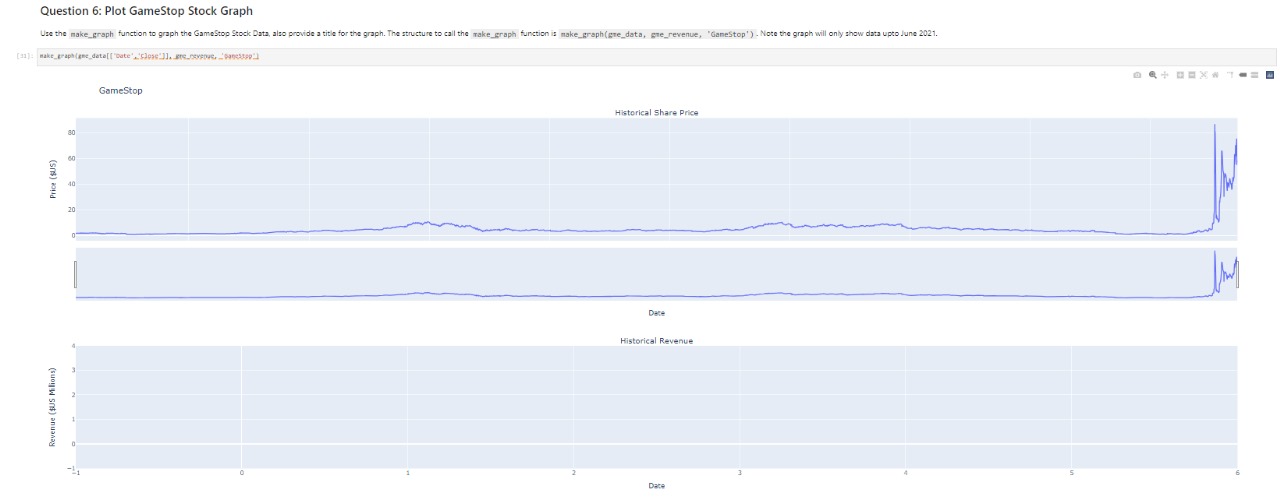 Question 6: Plot GameStop Stock Graph
Use the make_graph function to graph the GameStop Stock Data, also provide a title for the graph. The structure to call the make_graph function is make_graph(gme_data, gme_revenue, 'GameStop'). Note the graph will only show data upto June 2021.
[31]: make_graph(gme_data[['Date','Close']], gme_revenue, 'GameStop')
GameStop
Historical Share Price
80
60
40
20
0
Price ($US)
Date
Historical Revenue
4
3
2
1
0
−1
Revenue ($US Millions)
−1 0 1 2 3 4 5 6
Date